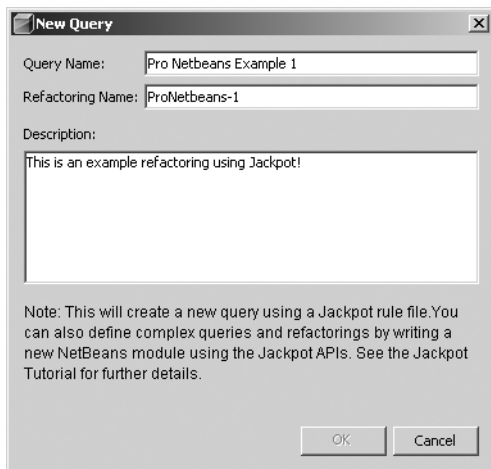 New Query
Query Name: Pro Netbeans Example 1
Refactoring Name: ProNetbeans-1
Description:
This is an example refactoring using Jackpot!
Note: This will create a new query using a Jackpot rule file.You
can also define complex queries and refactorings by writing a
new NetBeans module using the Jackpot APIs. See the Jackpot
Tutorial for further details.
OK Cancel